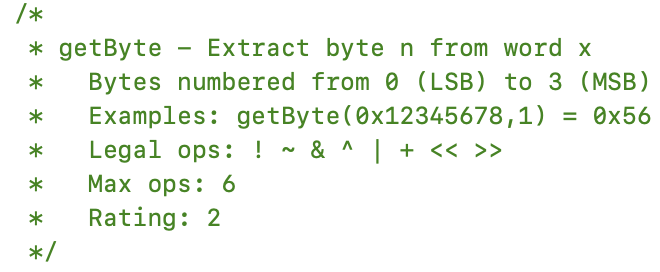 /*
 * getByte - Extract byte n from word x
 *   Bytes numbered from 0 (LSB) to 3 (MSB)
 *   Examples: getByte(0x12345678,1) = 0x56
 *   Legal ops: ! ~ & ^ | + << >>
 *   Max ops: 6
 *   Rating: 2
 */